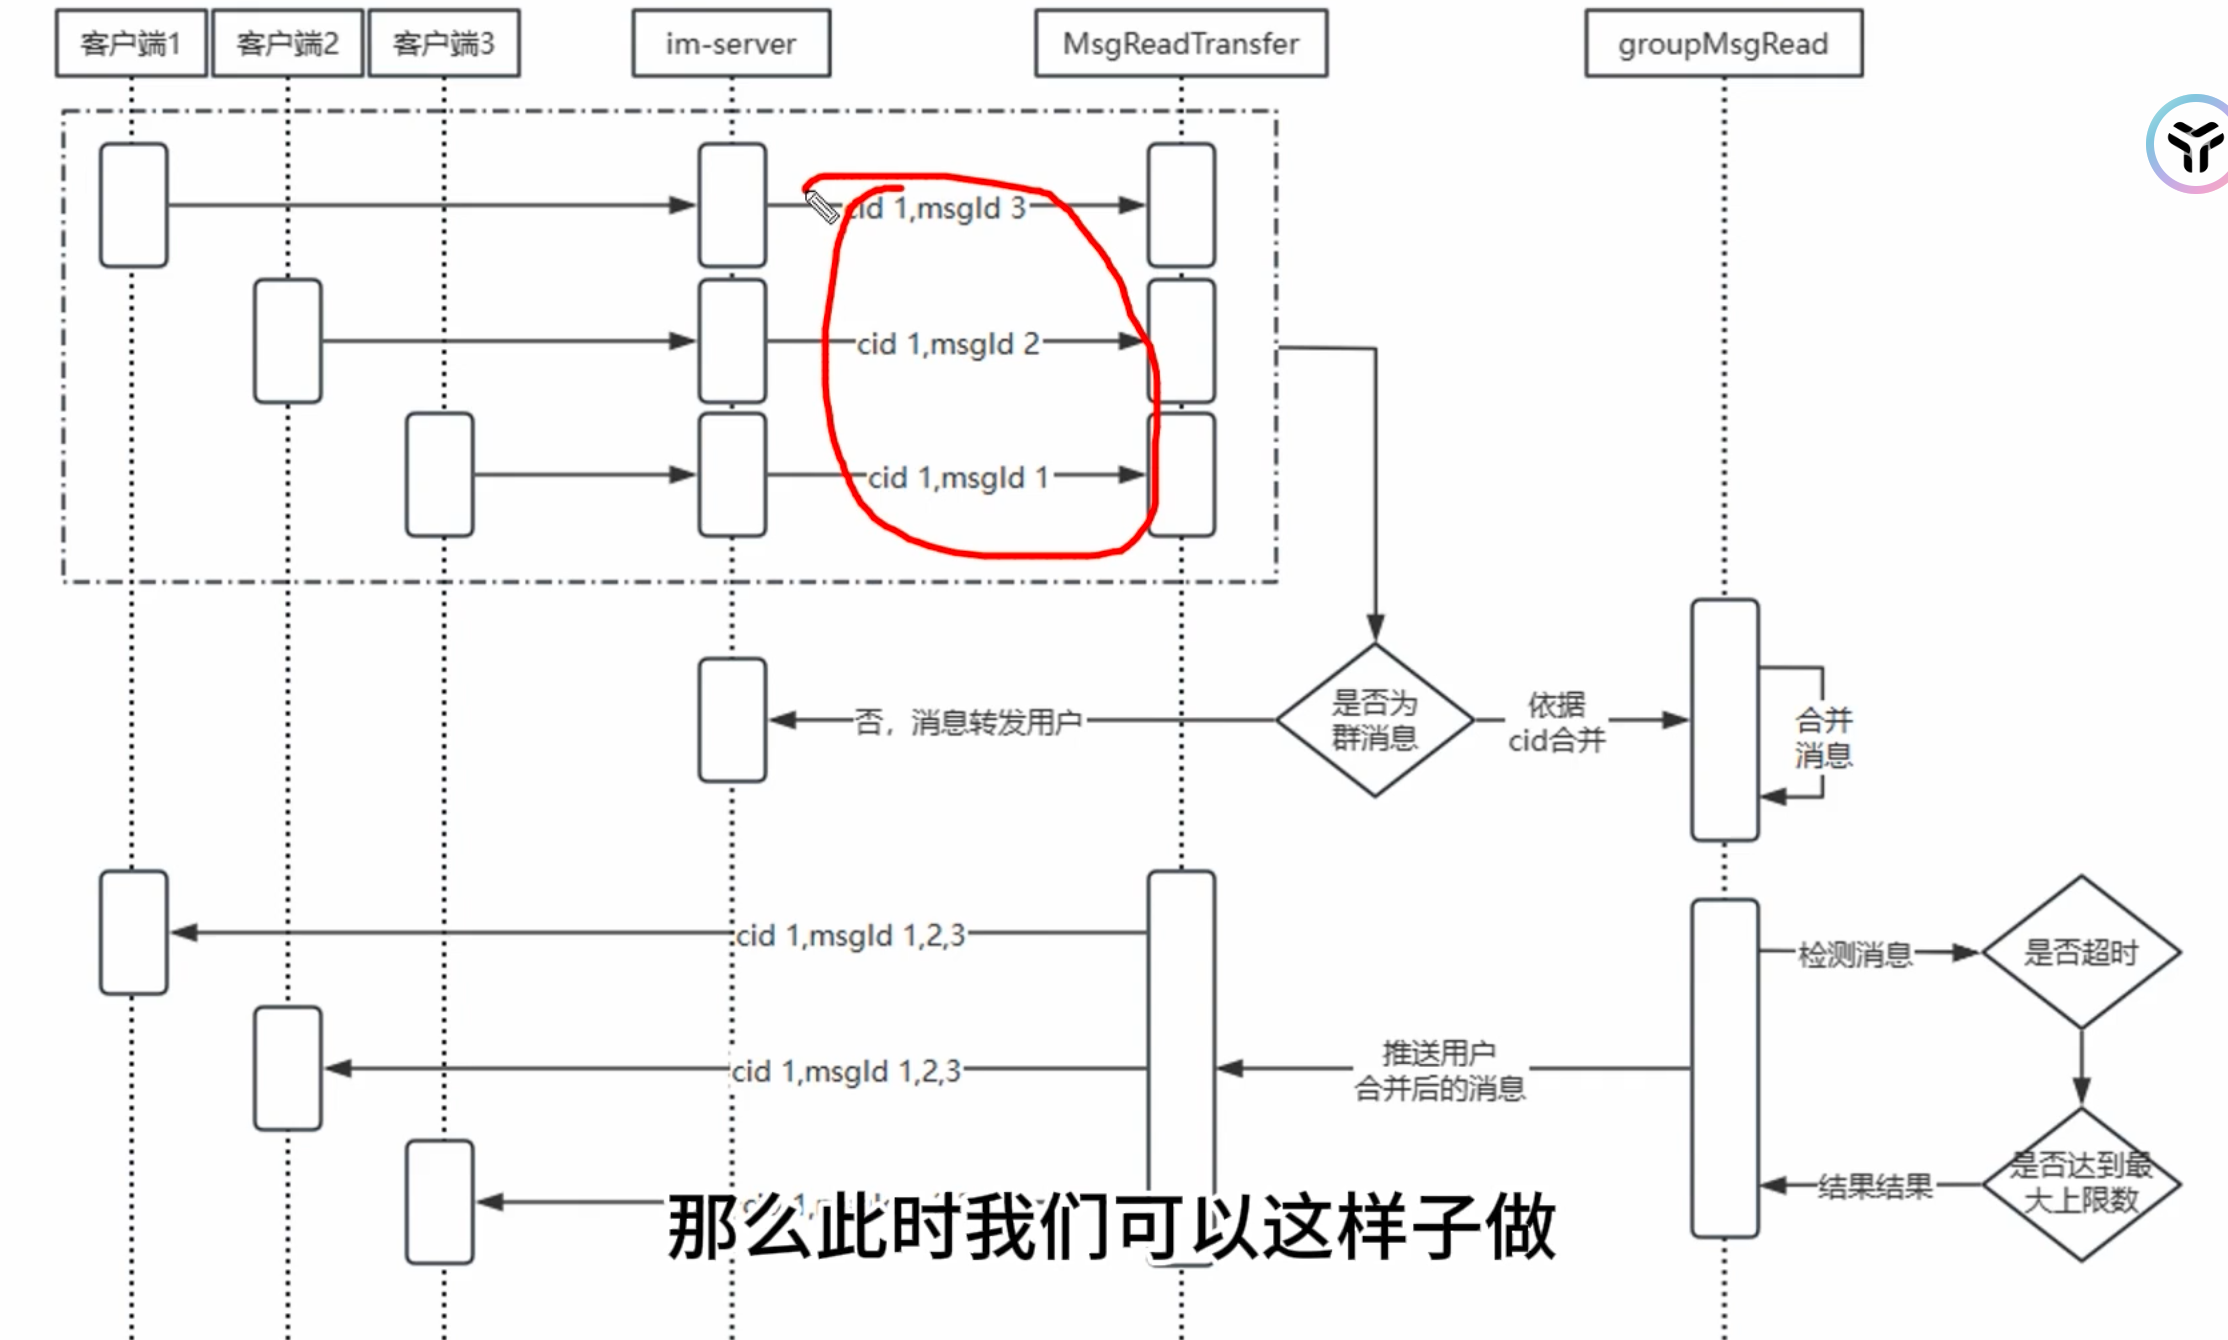 客户端1
客户端2
客户端3
im-server
MsgReadTransfer
groupMsgRead
cid 1,msgId 3
cid 1,msgId 2
cid 1,msgId 1
否，消息转发用户
是否为
群消息
依据
cid合并
合并
消息
cid 1,msgId 1,2,3
检测消息
是否超时
cid 1,msgId 1,2,3
推送用户
合并后的消息
是否达到最
大上限数
结果结果
那么此时我们可以这样子做